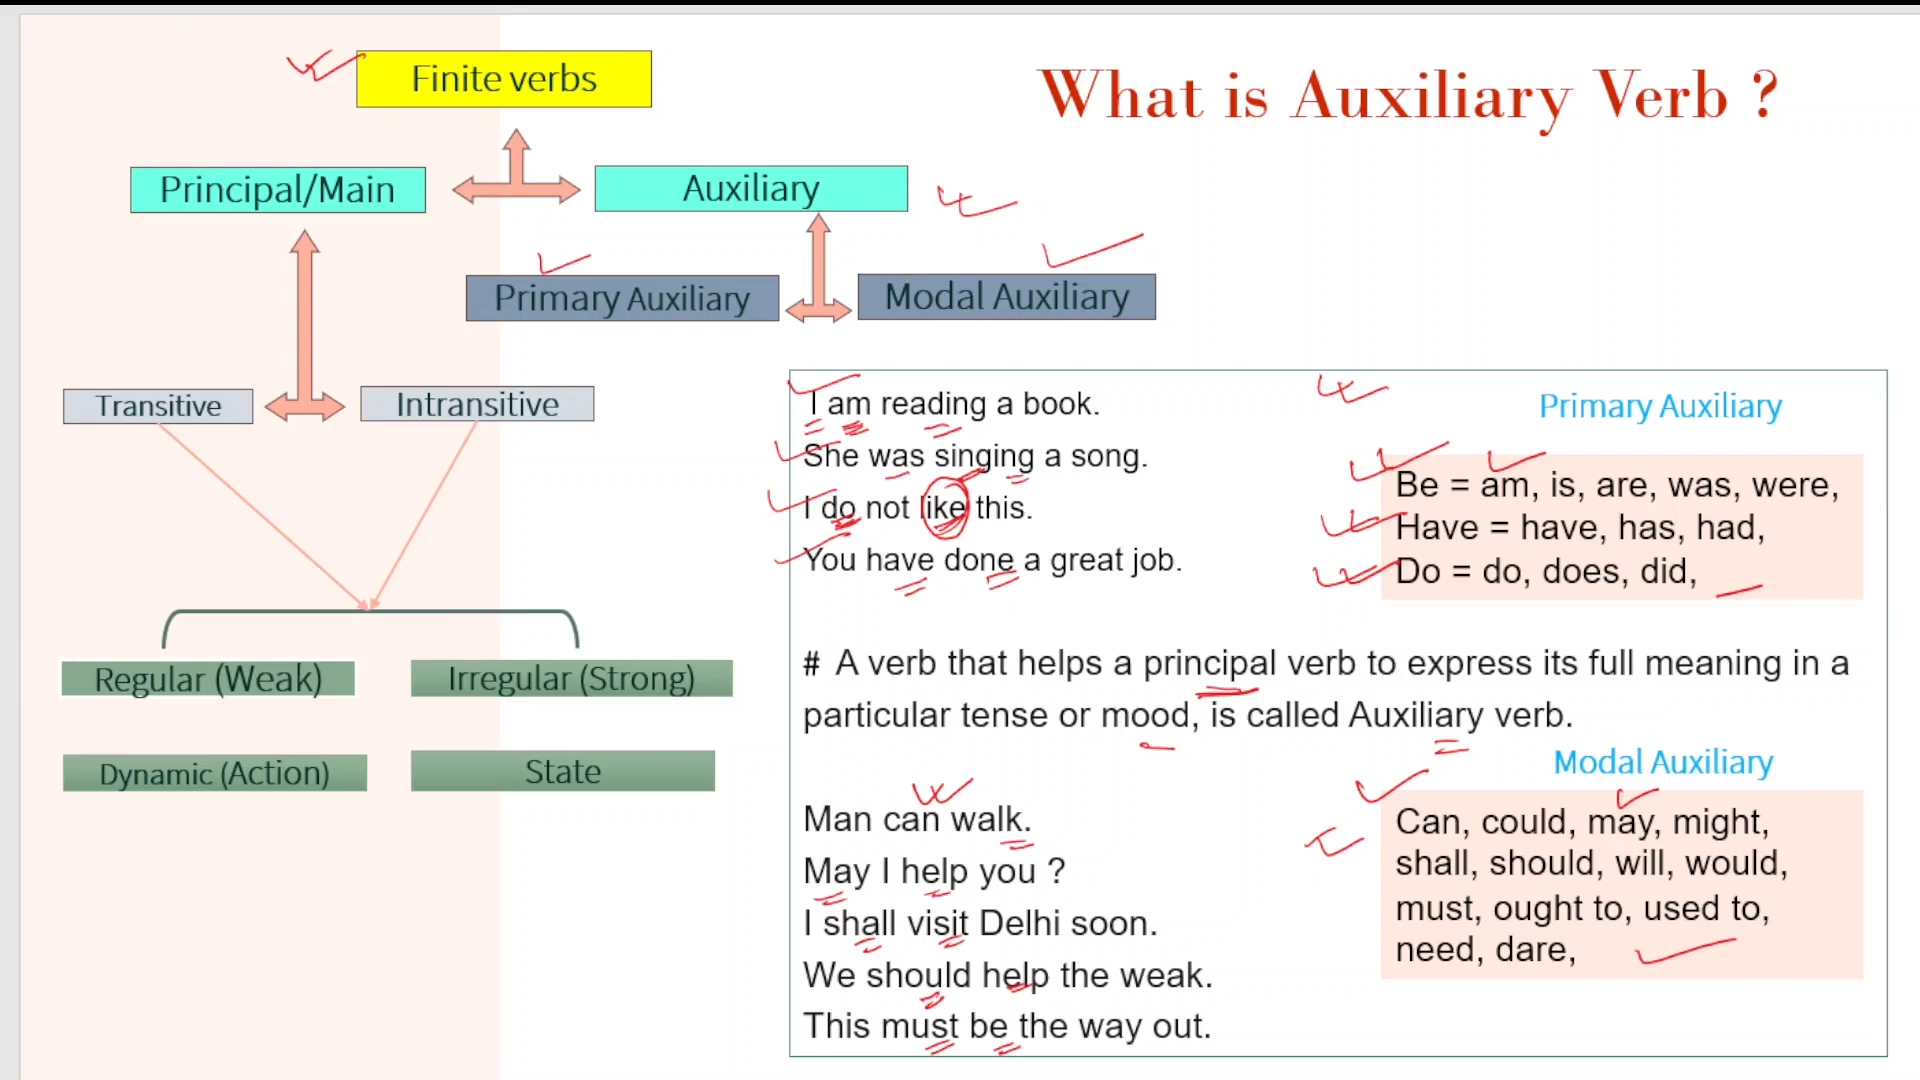 Finite verbs
What is Auxiliary Verb ?
Principal/Main
Auxiliary
Primary Auxiliary
Modal Auxiliary
Transitive
Intransitive
Regular (Weak)
Irregular (Strong)
Dynamic (Action)
State
I am reading a book.
She was singing a song.
I do not like this.
You have done a great job.
Primary Auxiliary
Be = am, is, are, was, were,
Have = have, has, had,
Do = do, does, did,
# A verb that helps a principal verb to express its full meaning in a
particular tense or mood, is called Auxiliary verb.
Man can walk.
May I help you ?
I shall visit Delhi soon.
We should help the weak.
This must be the way out.
Modal Auxiliary
Can, could, may, might,
shall, should, will, would,
must, ought to, used to,
need, dare,